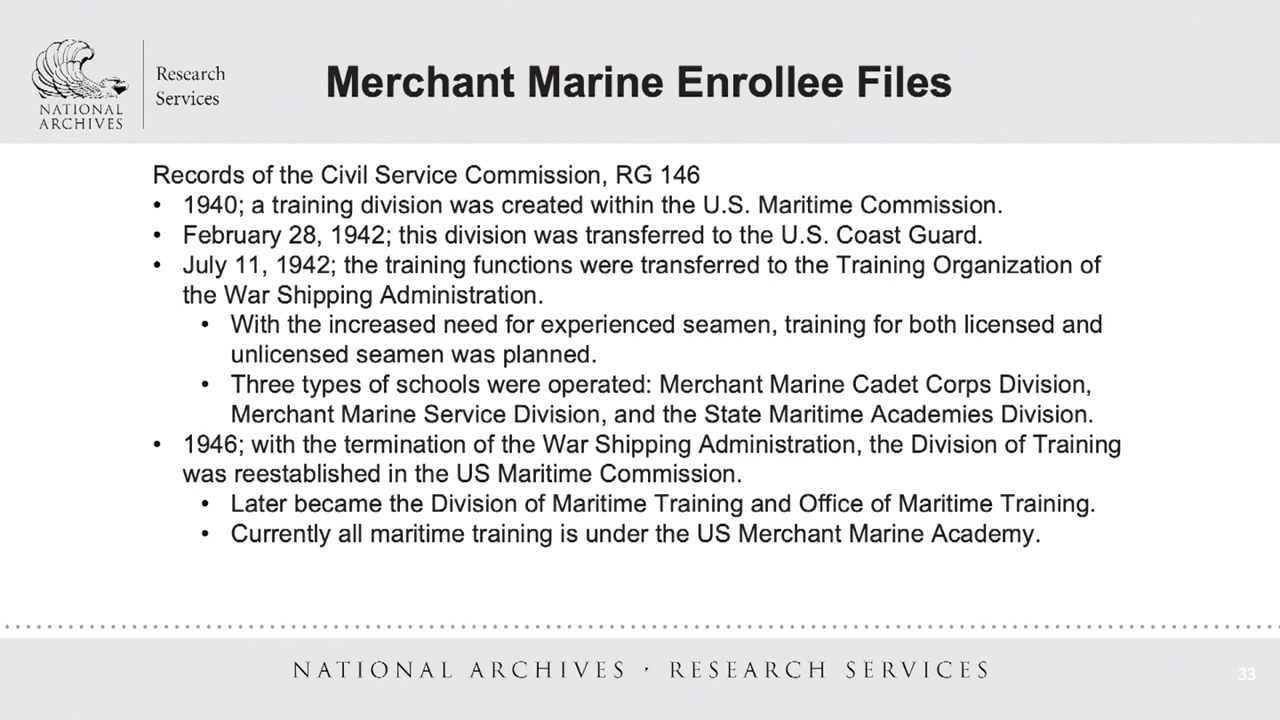 NATIONAL
ARCHIVES
Research
Services
Merchant Marine Enrollee Files
Records of the Civil Service Commission, RG 146
• 1940; a training division was created within the U.S. Maritime Commission.
• February 28, 1942; this division was transferred to the U.S. Coast Guard.
• July 11, 1942; the training functions were transferred to the Training Organization of
the War Shipping Administration.
• With the increased need for experienced seamen, training for both licensed and
unlicensed seamen was planned.
• Three types of schools were operated: Merchant Marine Cadet Corps Division,
Merchant Marine Service Division, and the State Maritime Academies Division.
• 1946; with the termination of the War Shipping Administration, the Division of Training
was reestablished in the US Maritime Commission.
• Later became the Division of Maritime Training and Office of Maritime Training.
• Currently all maritime training is under the US Merchant Marine Academy.
NATIONAL ARCHIVES · RESEARCH SERVICES
33